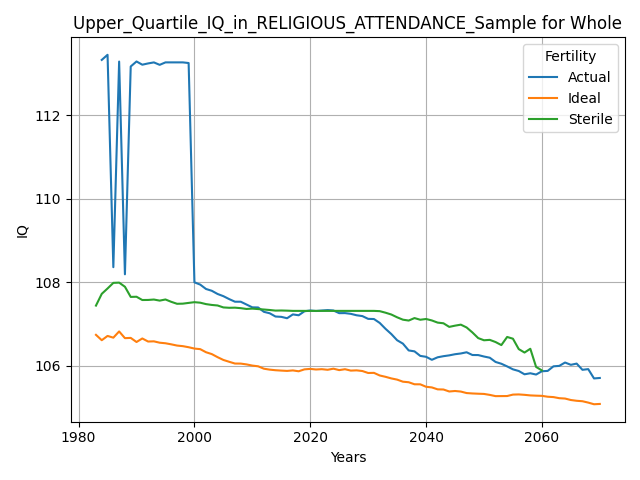 Upper_Quartile_IQ_in_RELIGIOUS_ATTENDANCE_Sample for Whole
Fertility
Actual
Ideal
Sterile
112
110
108
106
IQ
1980
2000
2020
2040
2060
Years